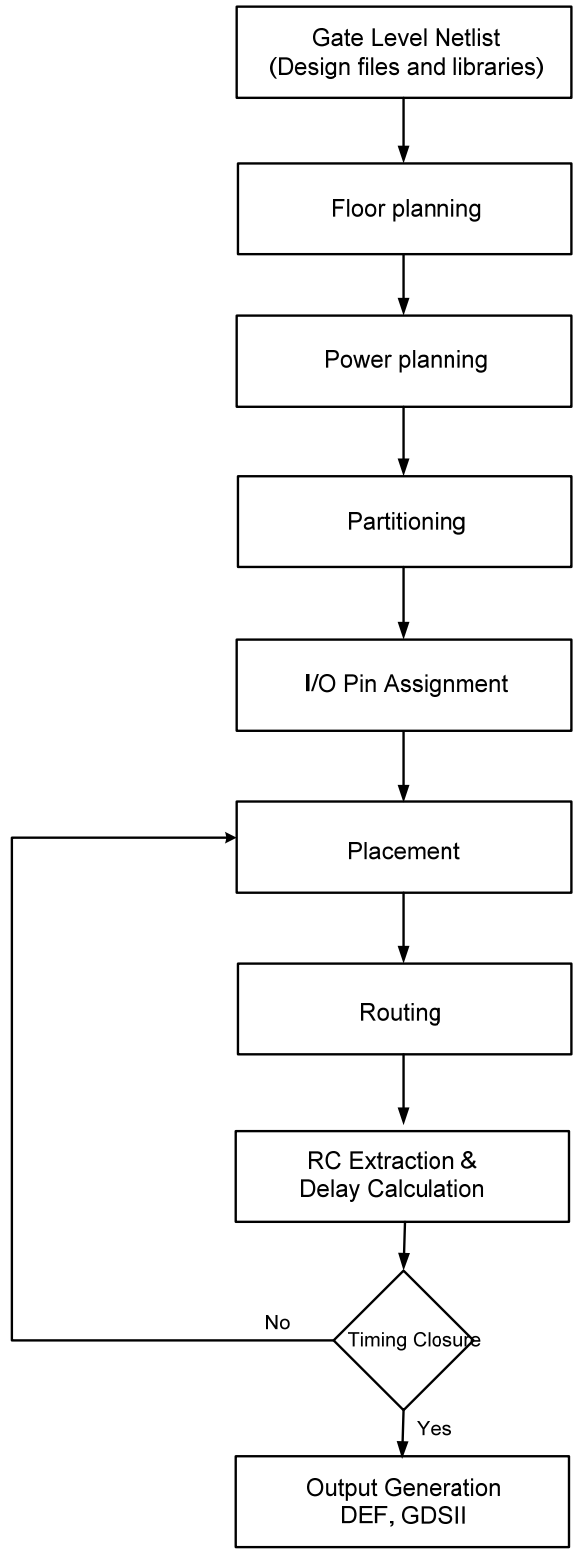 Gate Level Netlist
(Design files and libraries)
Floor planning
Power planning
Partitioning
I/O Pin Assignment
Placement
Routing
RC Extraction &
Delay Calculation
No
Timing Closure
Yes
Output Generation
DEF, GDSII